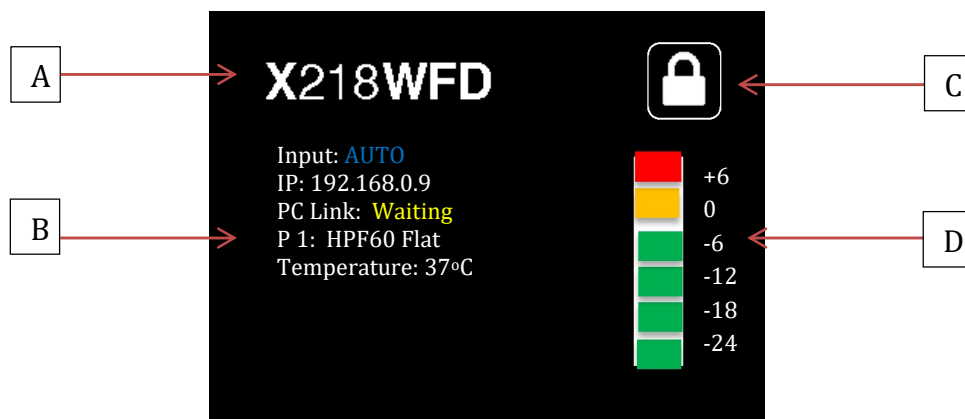 A
X218WFD
C
Input: AUTO
IP: 192.168.0.9
PC Link: Waiting
P 1: HPF60 Flat
Temperature: 37oC
B
+6
0
-6
-12
-18
-24
D